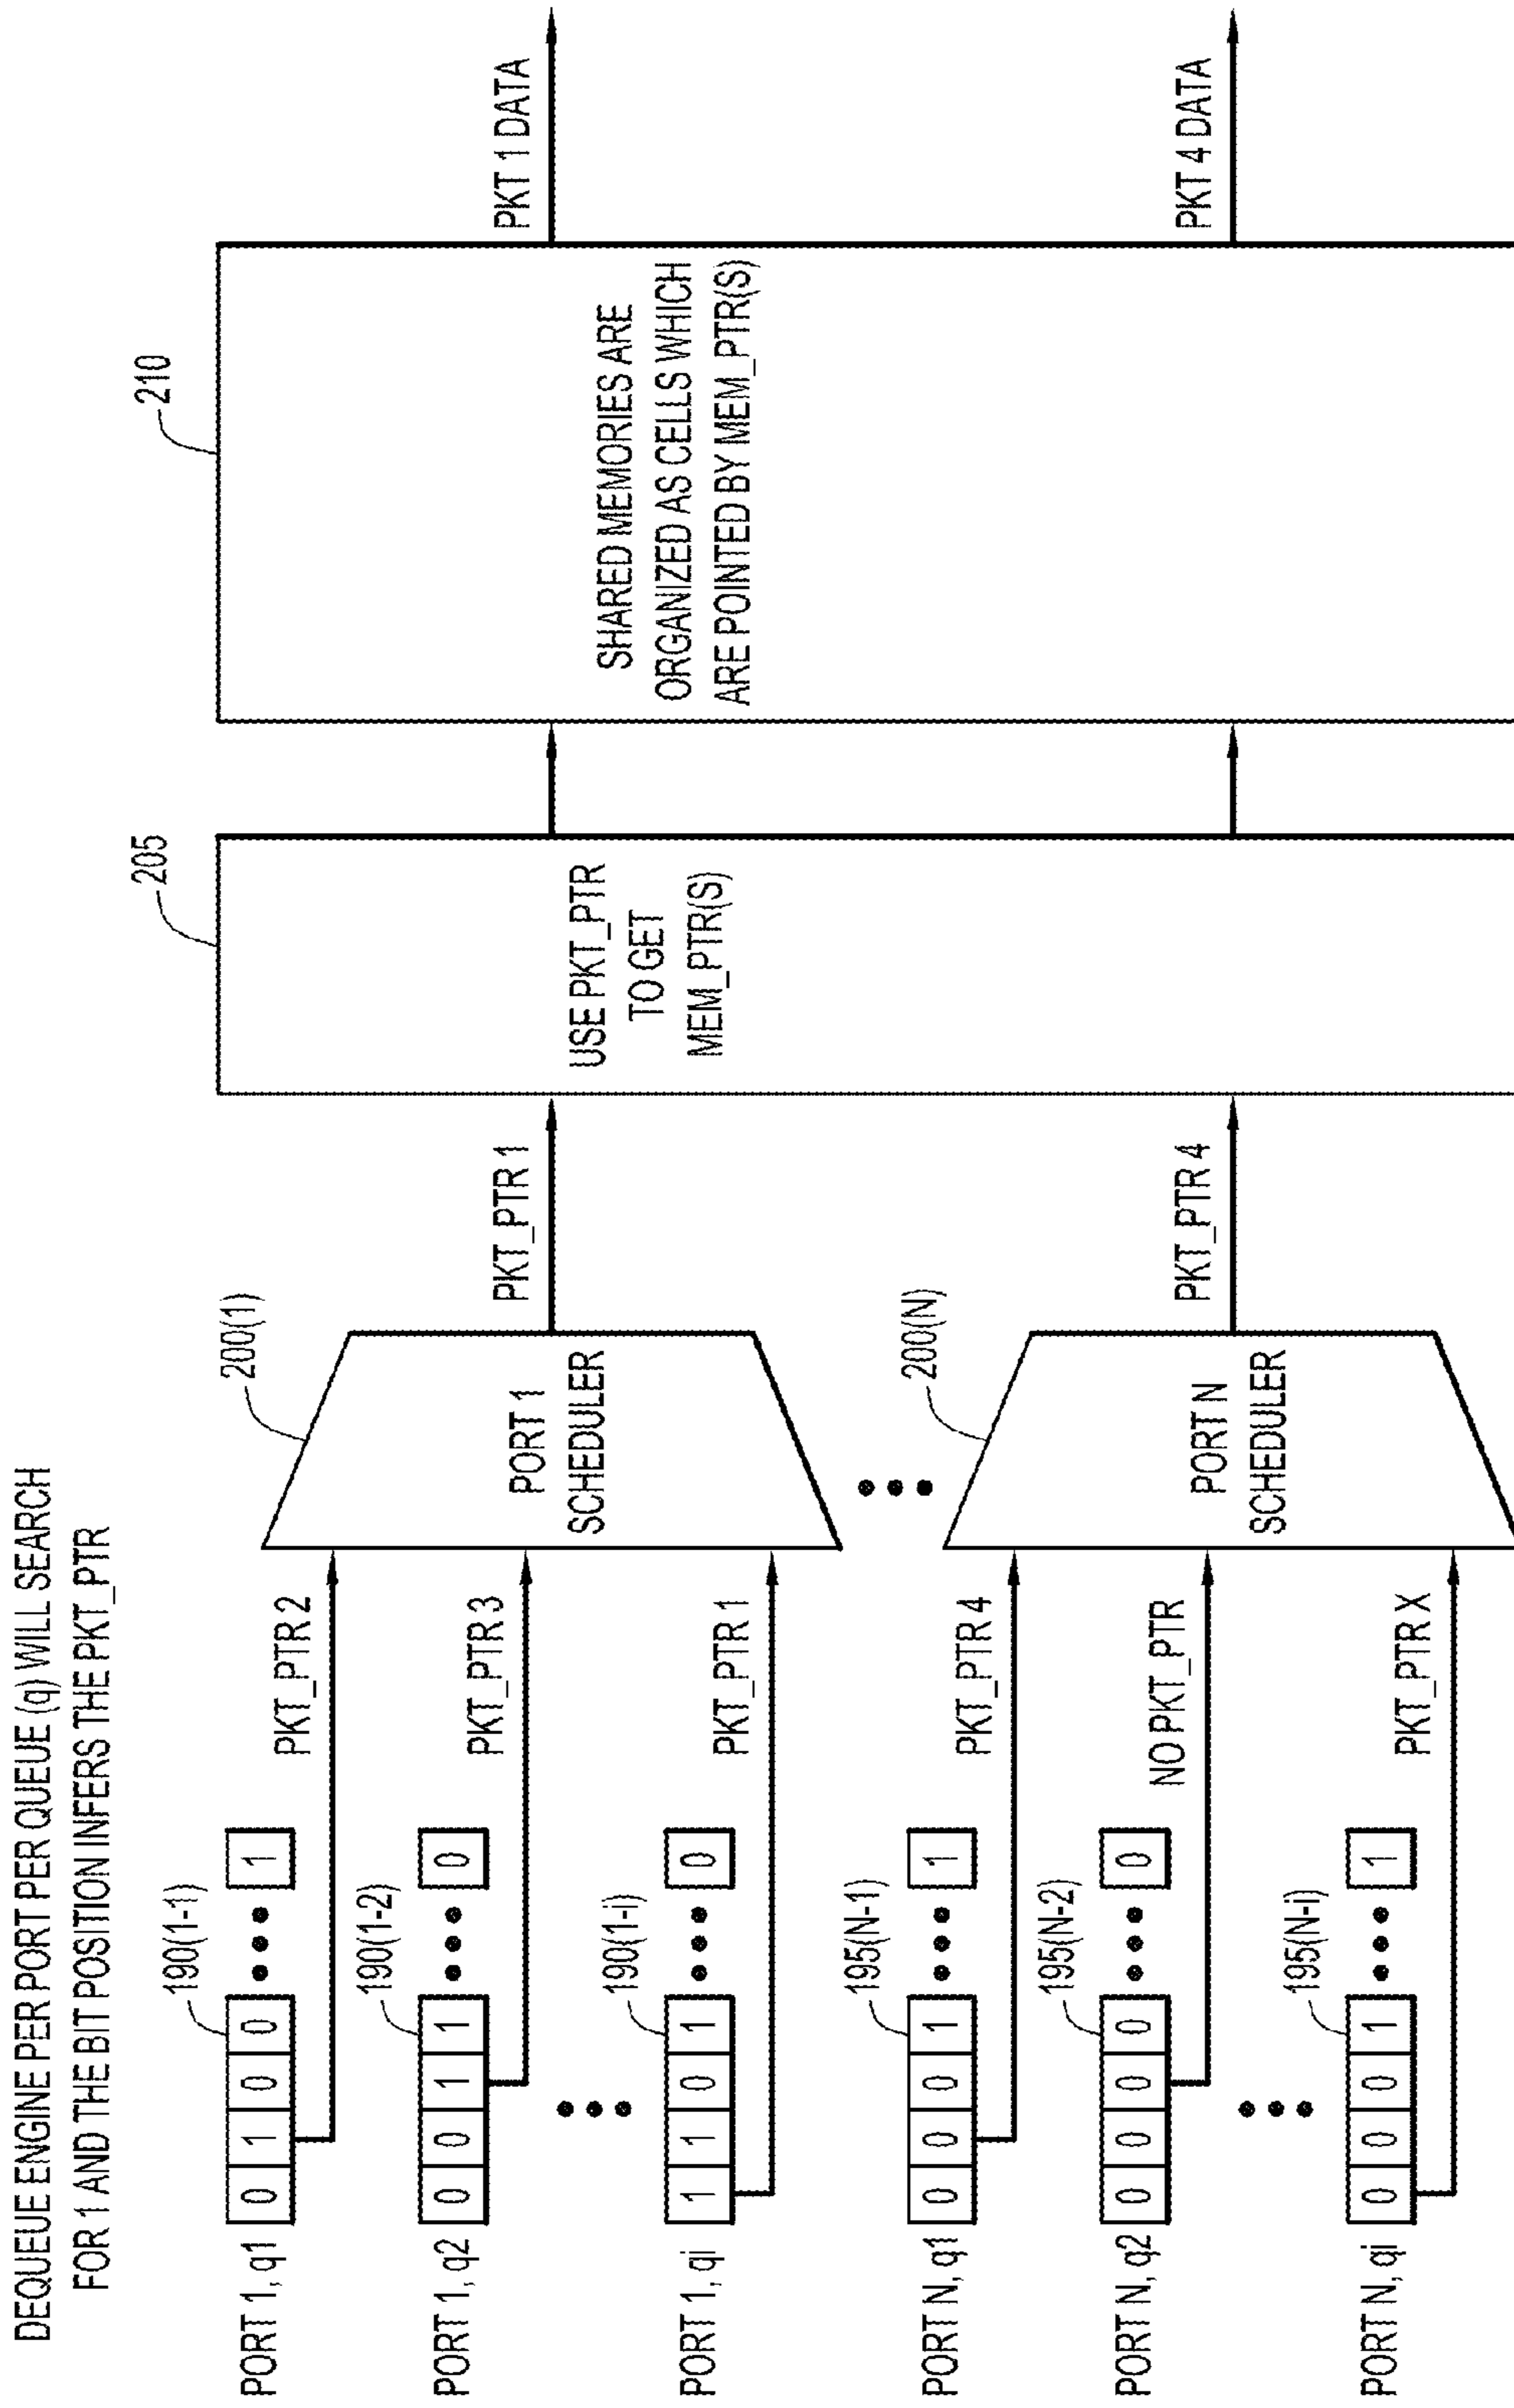 DEQUEUE ENGINE PER PORT PER QUEUE (q) WILL SEARCH
FOR 1 AND THE BIT POSITION INFERS THE PKT_PTR
PORT 1, q1
0 1 0 0 1
190(1-1)
PKT_PTR 2
PORT 1, q2
0 0 1 1 0
190(1-2)
PKT_PTR 3
PORT 1, qi
1 1 0 1 0
190(1-i)
PKT_PTR 1
PORT 1
SCHEDULER
200(1)
PKT_PTR 1
PORT N, q1
0 0 0 1 1
195(N-1)
PKT_PTR 4
PORT N, q2
0 0 0 0 0
195(N-2)
NO PKT_PTR
PORT N, qi
0 0 0 1 1
195(N-i)
PKT_PTR X
PORT N
SCHEDULER
200(N)
PKT_PTR 4
205
USE PKT_PTR
TO GET
MEM_PTR(S)
210
SHARED MEMORIES ARE
ORGANIZED AS CELLS WHICH
ARE POINTED BY MEM_PTR(S)
PKT 1 DATA
PKT 4 DATA